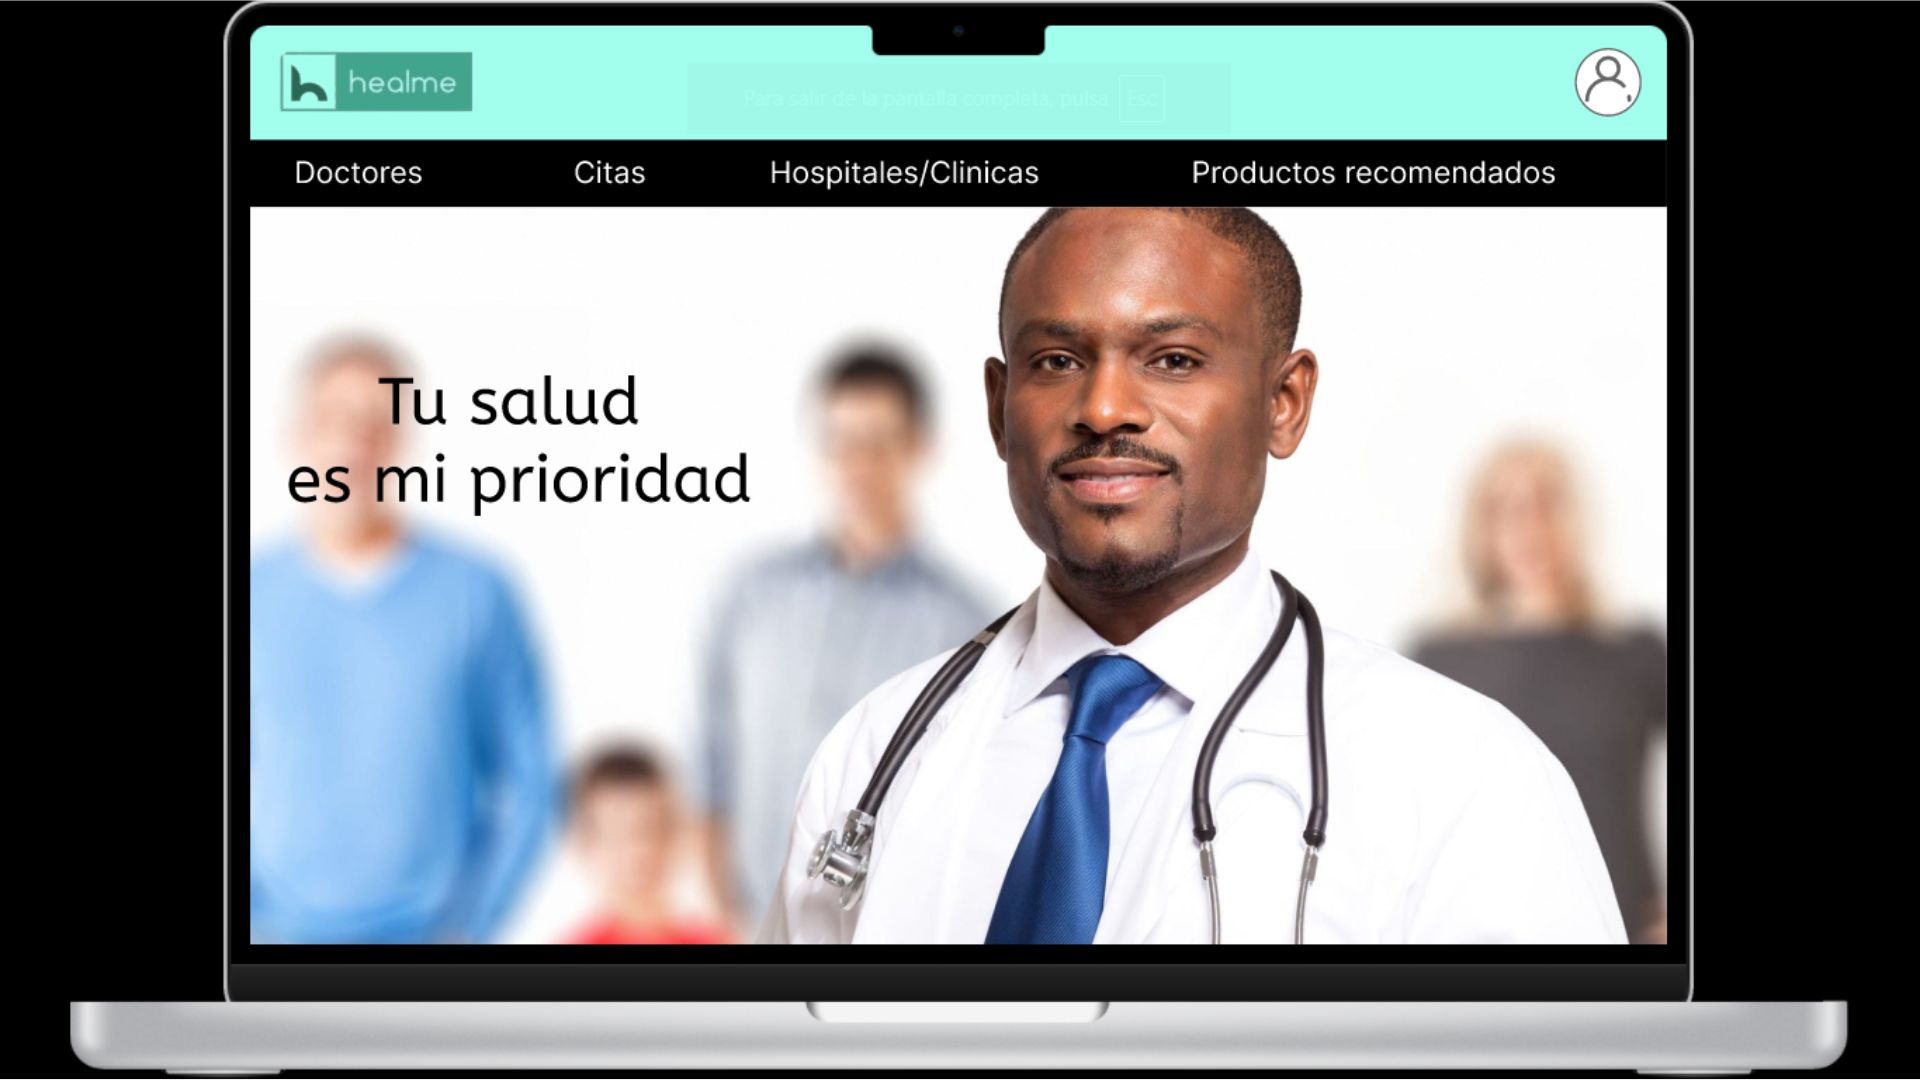 healme
Para salir de la pantalla completa, pulsa Esc
Doctores Citas Hospitales/Clinicas Productos recomendados
Tu salud
es mi prioridad